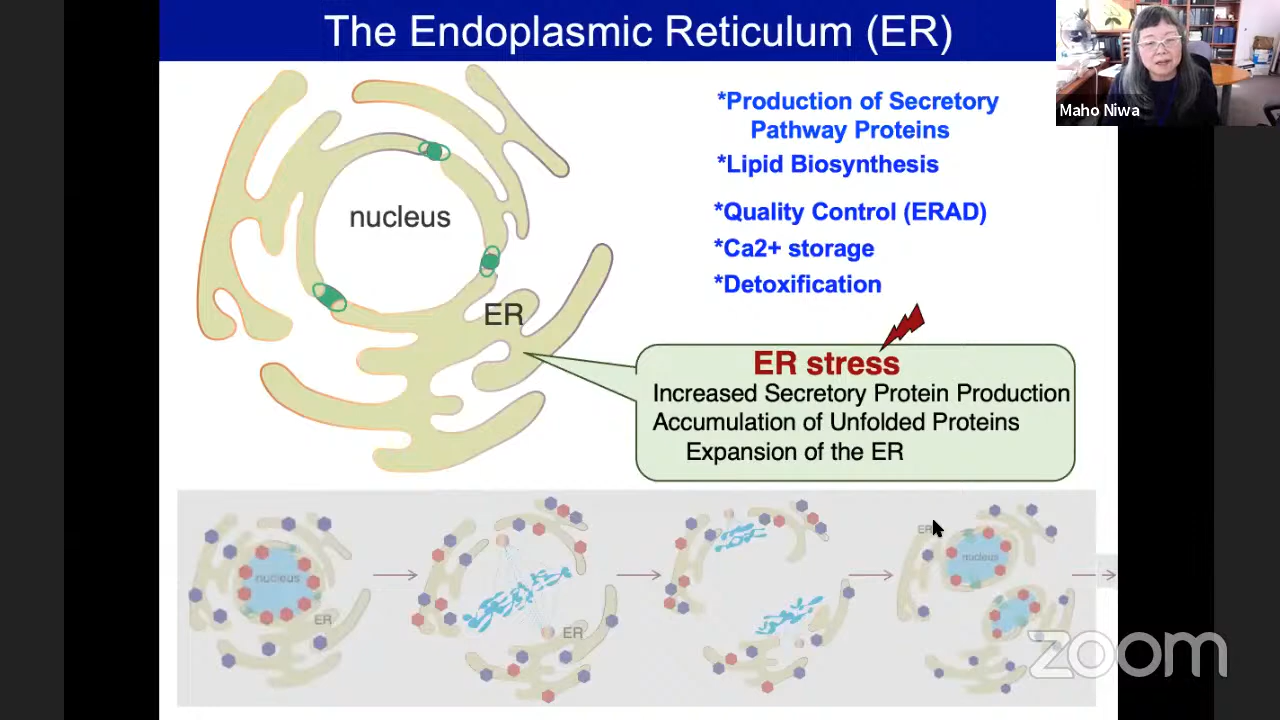 The Endoplasmic Reticulum (ER)
Maho Niwa
*Production of Secretory
Pathway Proteins
*Lipid Biosynthesis
*Quality Control (ERAD)
*Ca2+ storage
*Detoxification
nucleus
ER
ER stress
Increased Secretory Protein Production
Accumulation of Unfolded Proteins
Expansion of the ER
nucleus
ER
ER
ER
nucleus
zoom